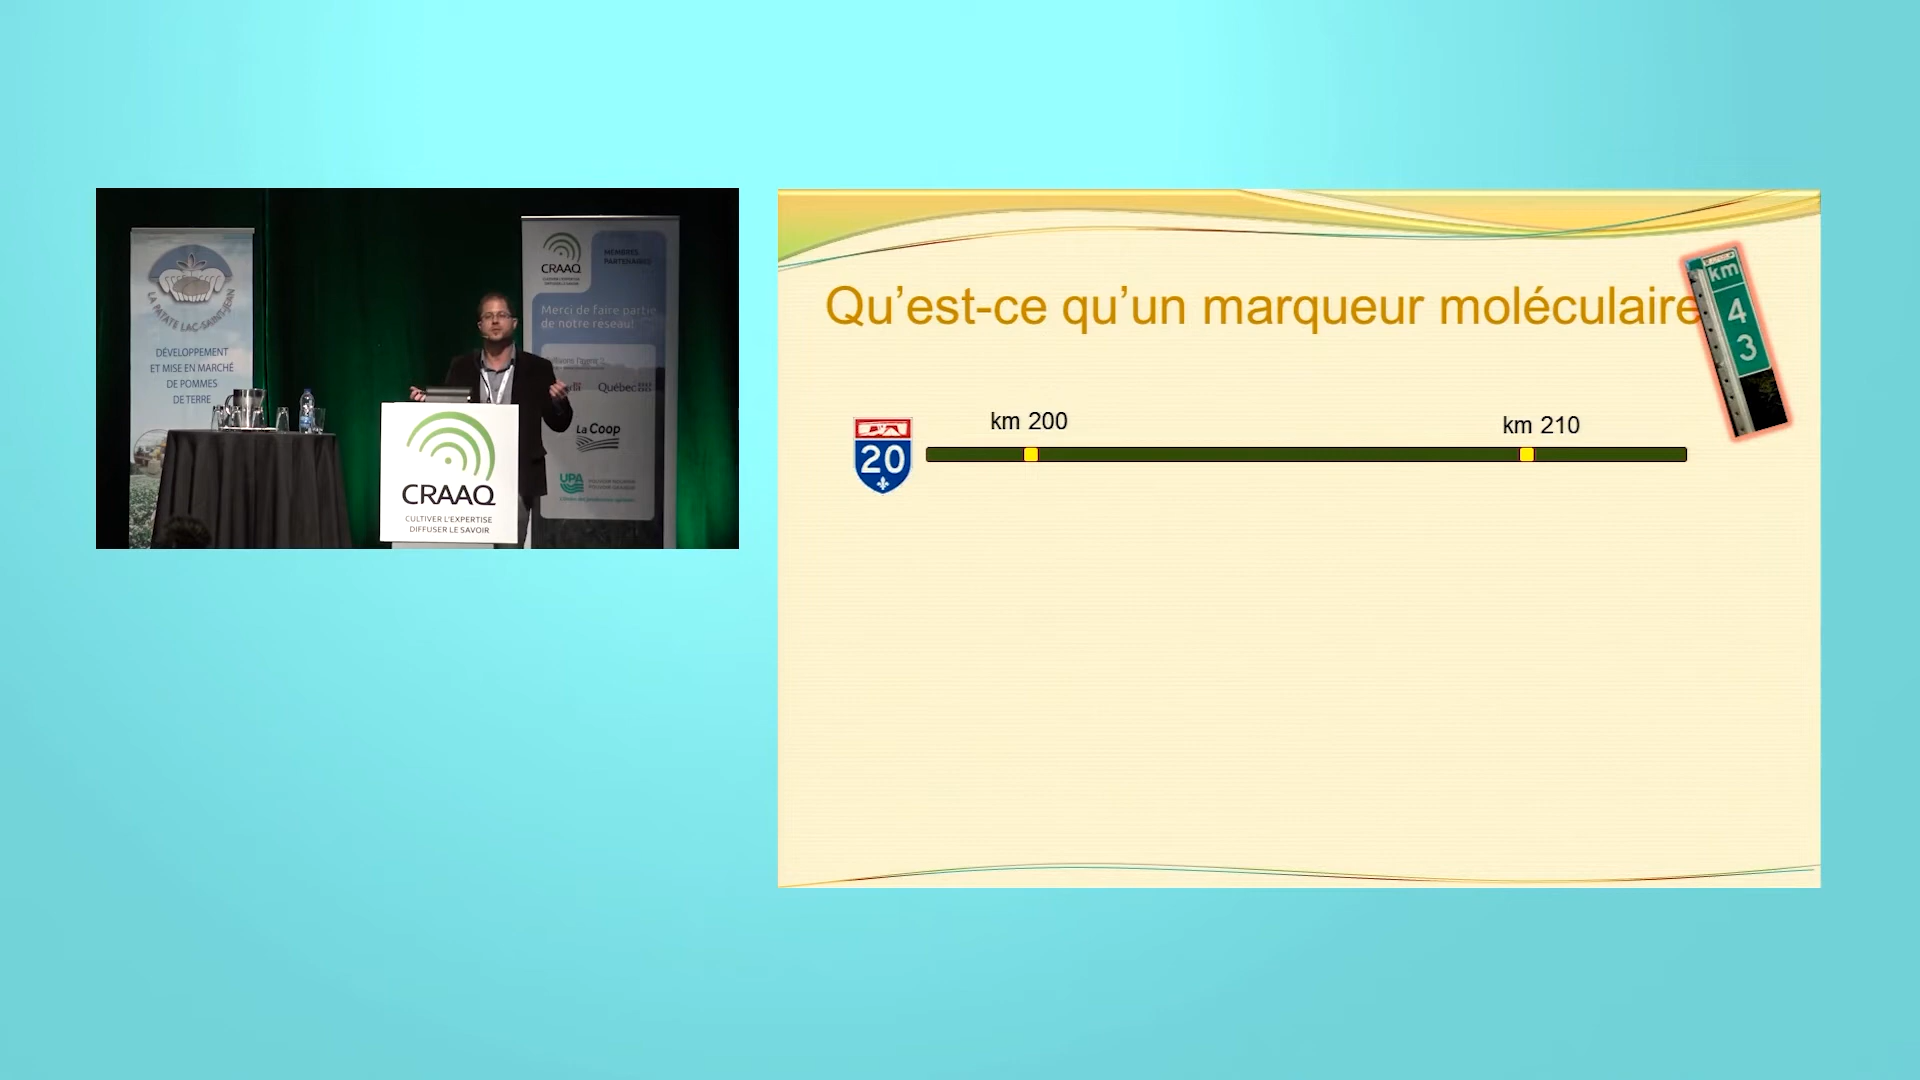 LA PATATE LAC-SAINT-JEAN
DÉVELOPPEMENT
ET MISE EN MARCHÉ
DE POMMES
DE TERRE
CRAAQ
MEMBRES
PARTENAIRES
Merci de faire partie
de notre réseau!
Québec
La Coop
UPA
CRAAQ
CULTIVER L'EXPERTISE
DIFFUSER LE SAVOIR
Qu’est-ce qu’un marqueur moléculaire
km
4
3
km 200
km 210
20